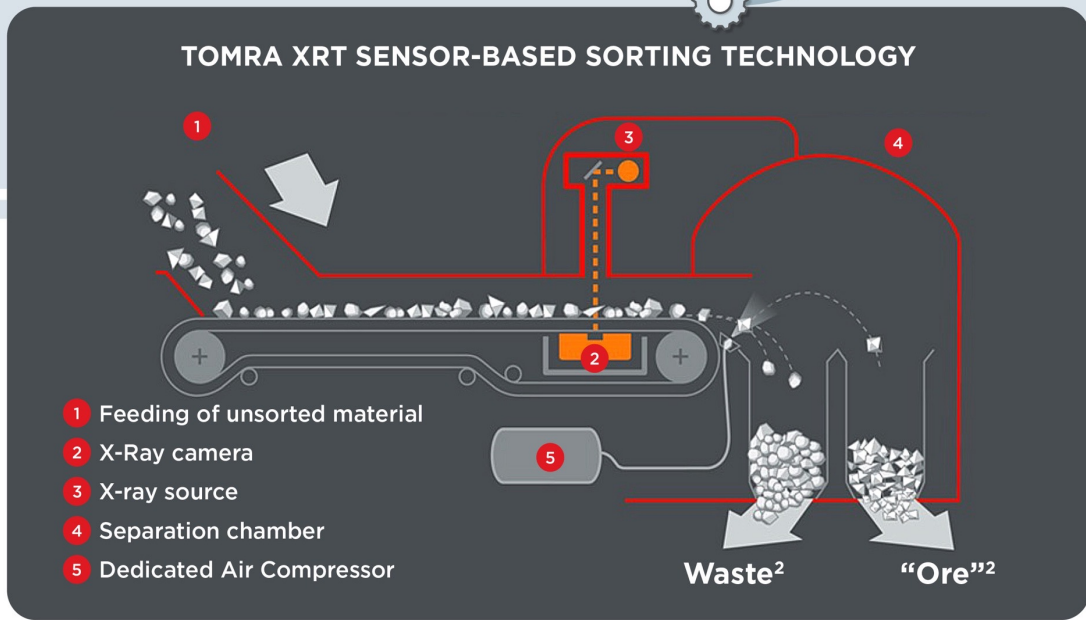 TOMRA XRT SENSOR-BASED SORTING TECHNOLOGY
1
3
4
2
5
1 Feeding of unsorted material
2 X-Ray camera
3 X-ray source
4 Separation chamber
5 Dedicated Air Compressor
Waste²
“Ore”²